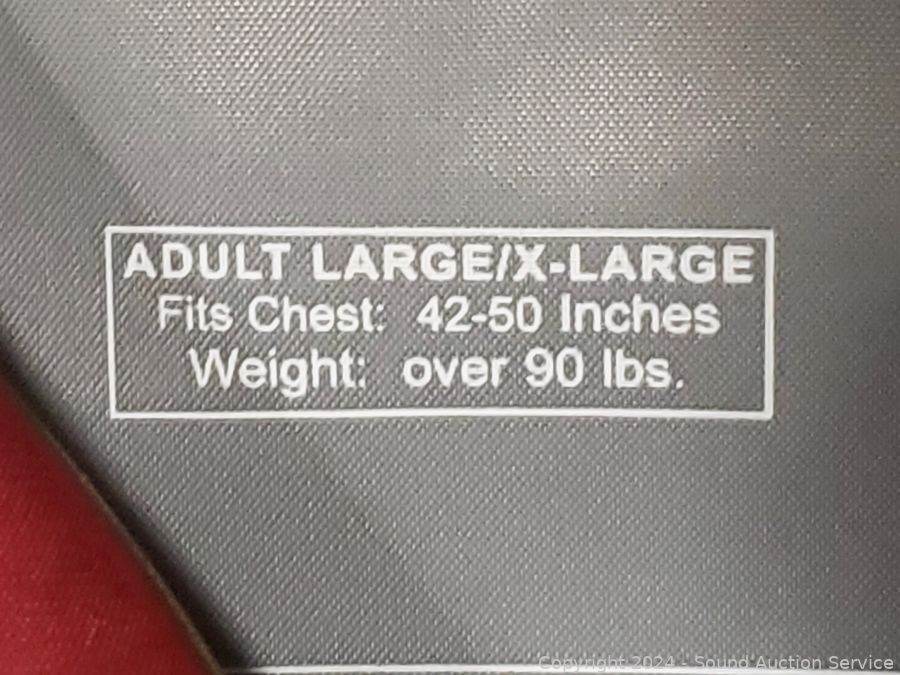 ADULT LARGE/X-LARGE
Fits Chest: 42-50 Inches
Weight: over 90 lbs.
Copyright 2024 - Sound Auction Service